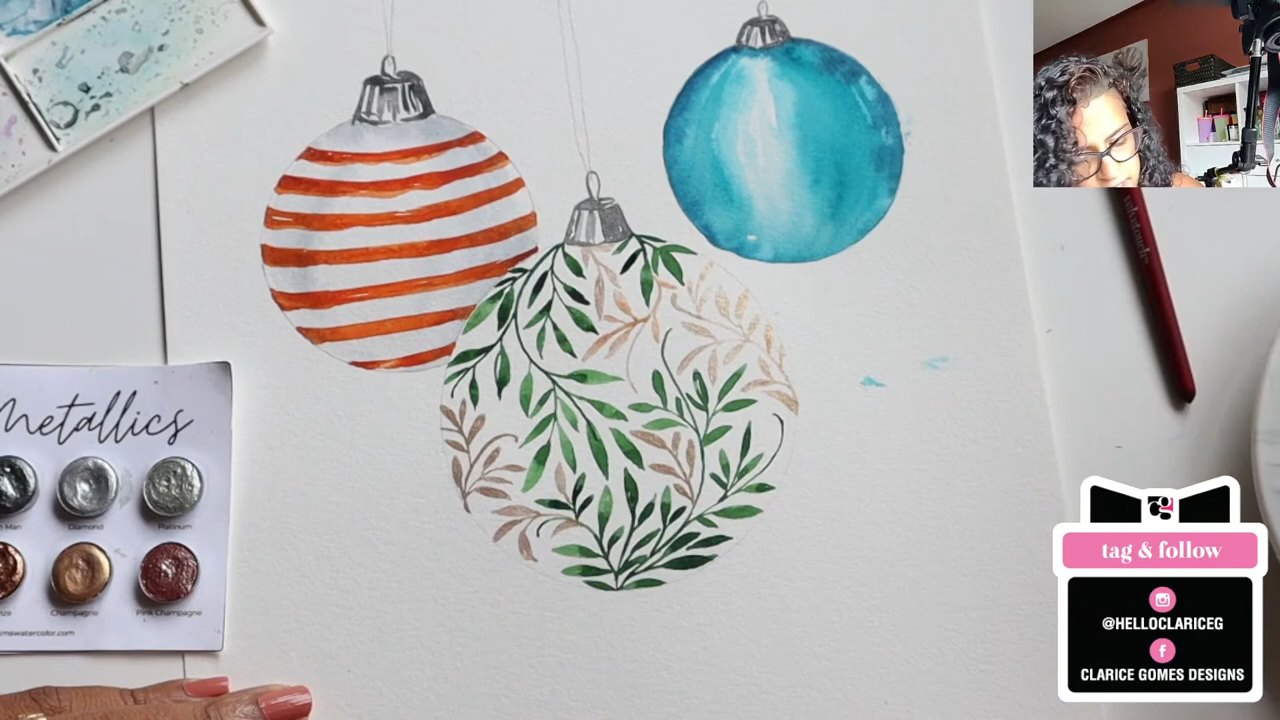 Metallics
Diamond
Platinum
Champagne
Pink Champagne
tag & follow
@HELLOCLARICEG
CLARICE GOMES DESIGNS